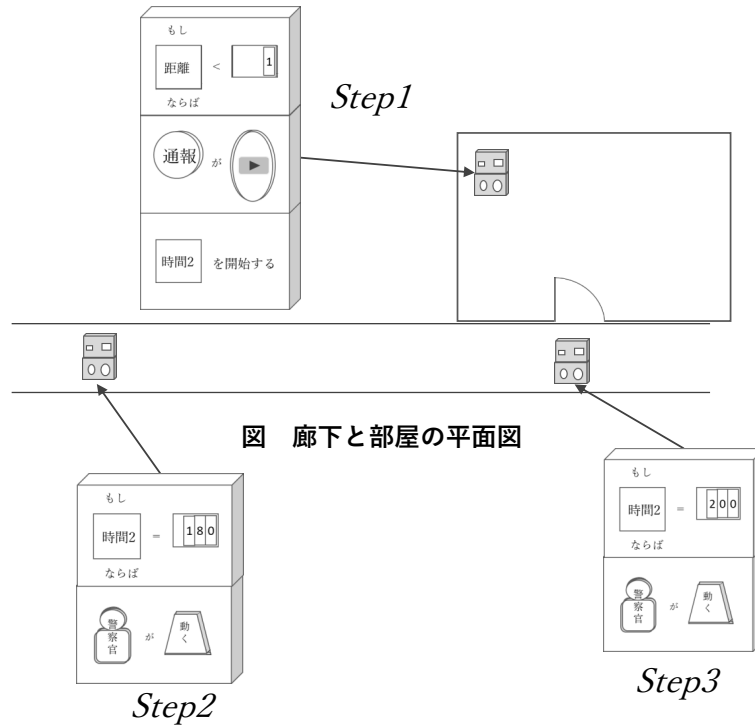 もし
距離 < 1
ならば
通報 が ▶
時間2 を開始する
Step1
図 廊下と部屋の平面図
もし
時間2 = 180
ならば
警察官 が 動く
Step2
もし
時間2 = 200
ならば
警察官 が 動く
Step3